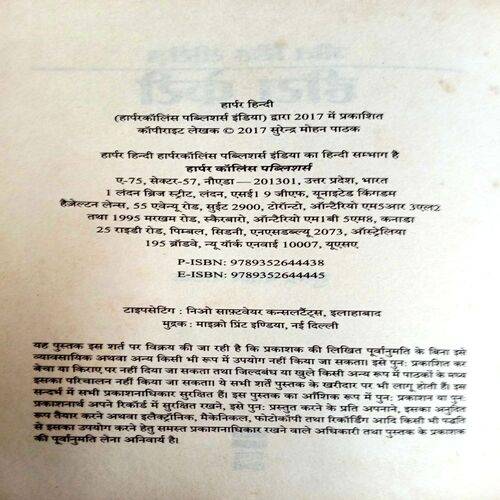 हार्पर हिन्दी
(हार्परकॉलिंस पब्लिशर्स इंडिया) द्वारा 2017 में प्रकाशित
कॉपीराइट लेखक © 2017 सुरेन्द्र मोहन पाठक
हार्पर हिन्दी हार्परकॉलिंस पब्लिशर्स इंडिया का हिन्दी सम्भाग है
हार्पर कॉलिंस पब्लिशर्स
ए-75, सेक्टर-57, नौएडा — 201301, उत्तर प्रदेश, भारत
1 लंदन ब्रिज स्ट्रीट, लंदन, एसई1 9 जीएफ, यूनाइटेड किंगडम
हैज़ेल्टन लेन्स, 55 एवेन्यू रोड, सुईट 2900, टोरॉन्टो, ऑन्टैरियो एम5आर 3एल2
तथा 1995 मरखम रोड, स्कैरबारो, ऑन्टैरियो एम1बी 5एम8, कनाडा
25 राइडी रोड, पिम्बल, सिडनी, एनएसडब्ल्यू 2073, ऑस्ट्रेलिया
195 ब्रॉडवे, न्यू यॉर्क एनवाई 10007, यूएसए
P-ISBN: 9789352644438
E-ISBN: 9789352644445
टाइपसेटिंग : निओ साफ़्टवेयर कन्सलटैंट्स, इलाहाबाद
मुद्रक : माइक्रो प्रिंट इण्डिया, नई दिल्ली
यह पुस्तक इस शर्त पर विक्रय की जा रही है कि प्रकाशक की लिखित पूर्वानुमति के बिना इसे
व्यावसायिक अथवा अन्य किसी भी रूप में उपयोग नहीं किया जा सकता। इसे पुनः प्रकाशित कर
बेचा या किराए पर नहीं दिया जा सकता तथा जिल्दबंध या खुले किसी अन्य रूप में पाठकों के मध्य
इसका परिचालन नहीं किया जा सकता। ये सभी शर्तें पुस्तक के खरीदार पर भी लागू होती हैं। इस
सन्दर्भ में सभी प्रकाशनाधिकार सुरक्षित हैं। इस पुस्तक का आँशिक रूप में पुनः प्रकाशन या पुनः
प्रकाशनार्थ अपने रिकॉर्ड में सुरक्षित रखने, इसे पुनः प्रस्तुत करने के प्रति अपनाने, इसका अनुदित
रूप तैयार करने अथवा इलैक्ट्रॉनिक, मैकेनिकल, फोटोकॉपी तथा रिकॉर्डिंग आदि किसी भी पद्धति
से इसका उपयोग करने हेतु समस्त प्रकाशनाधिकार रखने वाले अधिकारी तथा पुस्तक के प्रकाशक
की पूर्वानुमति लेना अनिवार्य है।